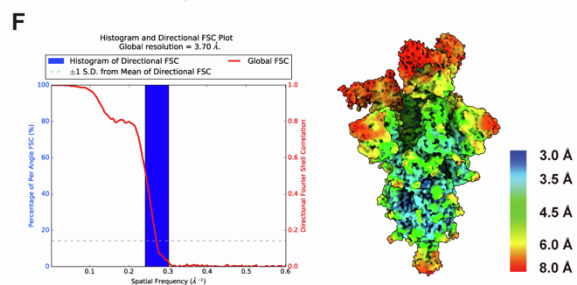 F
Histogram and Directional FSC Plot
Global resolution = 3.70 Å.
Histogram of Directional FSC
Global FSC
±1 S.D. from Mean of Directional FSC
Percentage of Per Angle FSC (%)
100
80
60
40
20
0
0.1
0.2
0.3
0.4
0.5
0.6
Spatial Frequency (Å⁻¹)
1.0
0.8
0.6
0.4
0.2
0.0
Directional Fourier Shell Correlation
3.0 Å
3.5 Å
4.5 Å
6.0 Å
8.0 Å